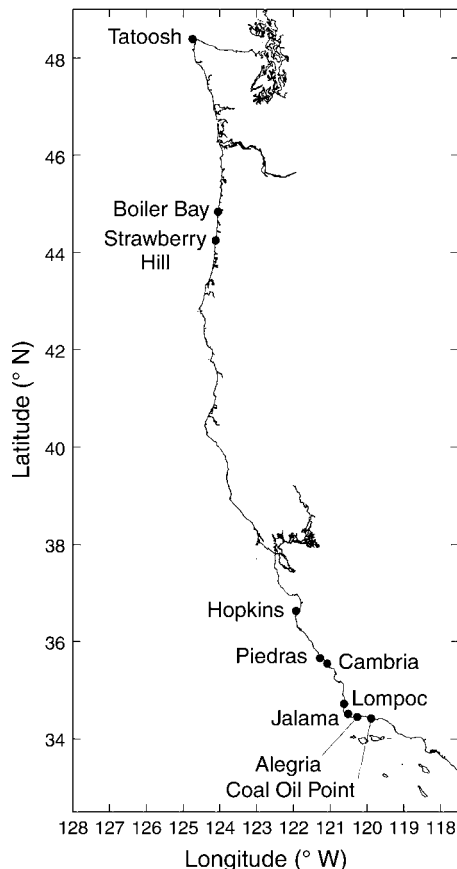 48
Tatoosh
46
Boiler Bay
Strawberry
Hill
44
42
Latitude (° N)
40
38
Hopkins
36
Piedras
Cambria
Lompoc
Jalama
34
Alegria
Coal Oil Point
128 127 126 125 124 123 122 121 120 119 118
Longitude (° W)